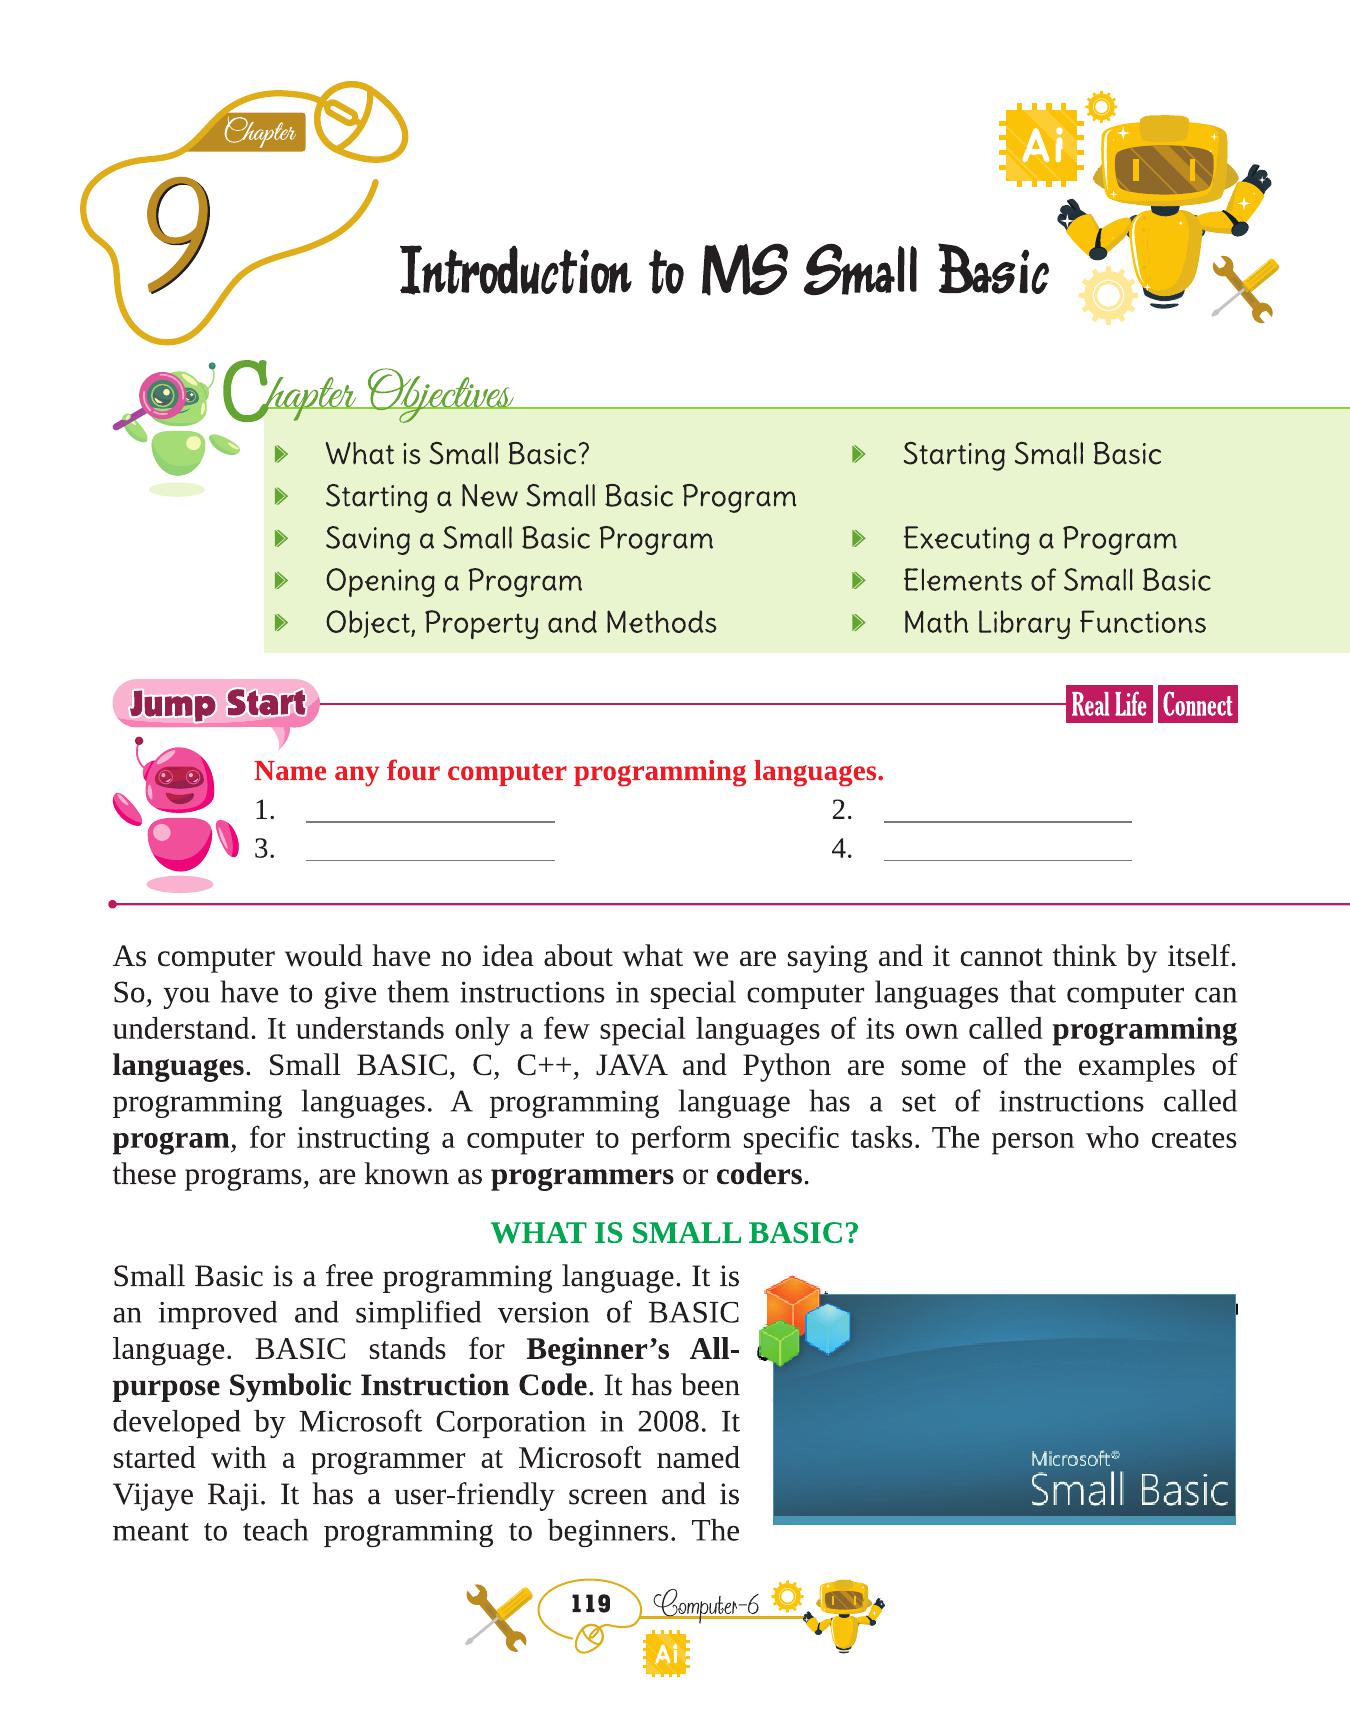 Chapter
9
Ai
Introduction to MS Small Basic
Chapter Objectives
What is Small Basic?
Starting Small Basic
Starting a New Small Basic Program
Saving a Small Basic Program
Executing a Program
Opening a Program
Elements of Small Basic
Object, Property and Methods
Math Library Functions
Jump Start
Real Life Connect
Name any four computer programming languages.
1.
2.
3.
4.
As computer would have no idea about what we are saying and it cannot think by itself.
So, you have to give them instructions in special computer languages that computer can
understand. It understands only a few special languages of its own called programming
languages. Small BASIC, C, C++, JAVA and Python are some of the examples of
programming languages. A programming language has a set of instructions called
program, for instructing a computer to perform specific tasks. The person who creates
these programs, are known as programmers or coders.
WHAT IS SMALL BASIC?
Small Basic is a free programming language. It is
an improved and simplified version of BASIC
language. BASIC stands for Beginner’s All-
purpose Symbolic Instruction Code. It has been
developed by Microsoft Corporation in 2008. It
started with a programmer at Microsoft named
Vijaye Raji. It has a user-friendly screen and is
meant to teach programming to beginners. The
Microsoft®
Small Basic
119
Computer-6
Ai